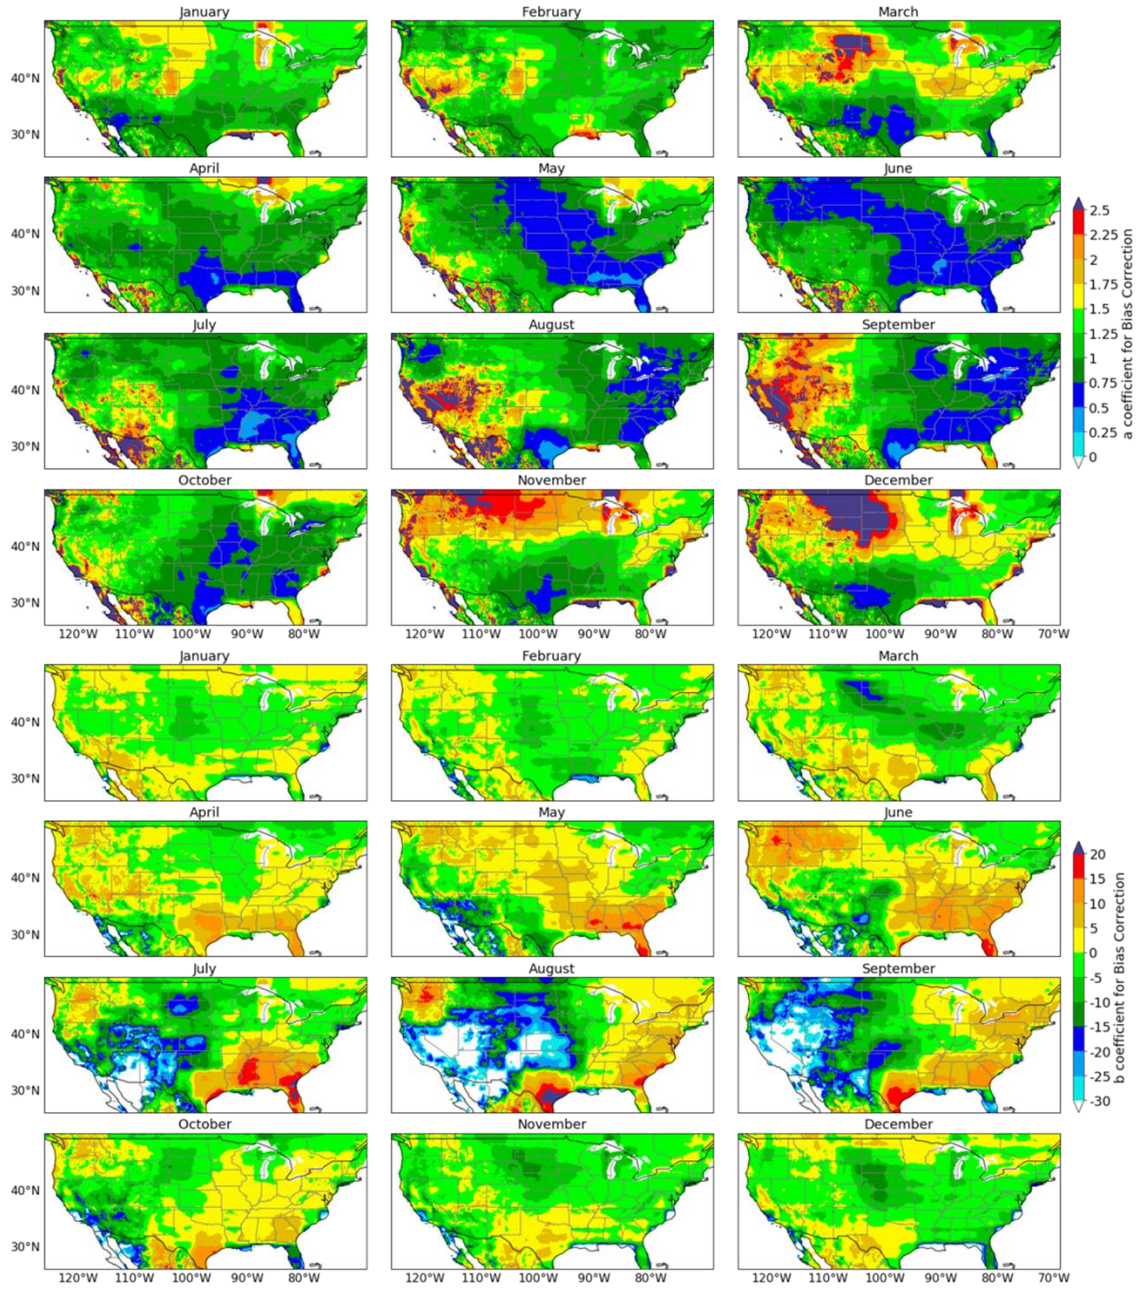 January February March
40°N
30°N
April May June
40°N
30°N
July August September
40°N
30°N
October November December
40°N
30°N
120°W 110°W 100°W 90°W 80°W 120°W 110°W 100°W 90°W 80°W 120°W 110°W 100°W 90°W 80°W 70°W
2.5
2.25
2
1.75
1.5
1.25
1
0.75
0.5
0.25
0
a coefficient for Bias Correction
January February March
40°N
30°N
April May June
40°N
30°N
July August September
40°N
30°N
October November December
40°N
30°N
120°W 110°W 100°W 90°W 80°W 120°W 110°W 100°W 90°W 80°W 120°W 110°W 100°W 90°W 80°W 70°W
20
15
10
5
0
-5
-10
-15
-20
-25
-30
b coefficient for Bias Correction